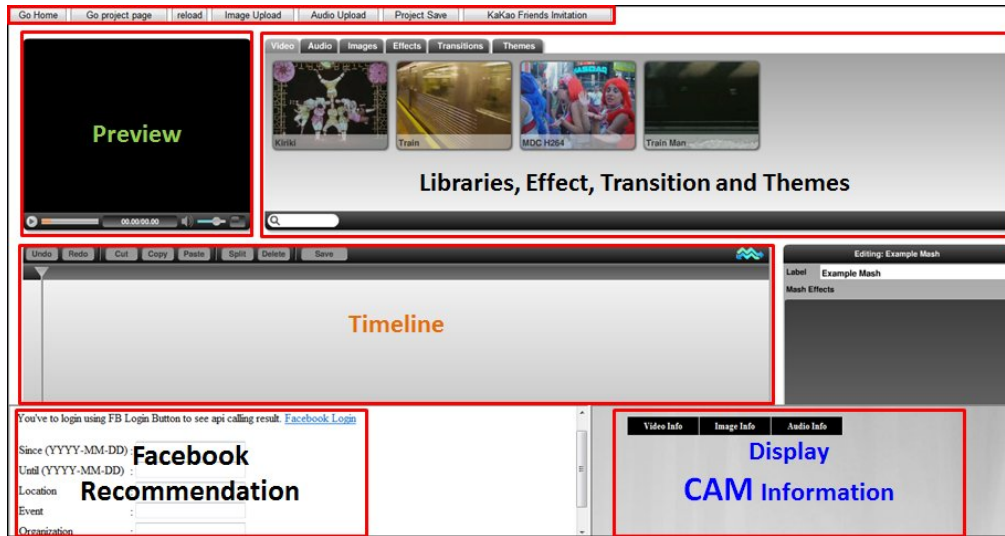 Go Home Go project page reload Image Upload Audio Upload Project Save KaKao Friends Invitation
Video Audio Images Effects Transitions Themes
Preview
Kiriki Train MDC H264 Train Man
NASDAQ
Libraries, Effect, Transition and Themes
00.00/00.00
Undo Redo Cut Copy Paste Split Delete Save
Editing: Example Mash
Label Example Mash
Mash Effects
Timeline
You've to login using FB Login Button to see api calling result. Facebook Login
Since (YYYY-MM-DD) :
Until (YYYY-MM-DD) :
Location
Event :
Organization :
Facebook
Recommendation
Video Info Image Info Audio Info
Display
CAM Information